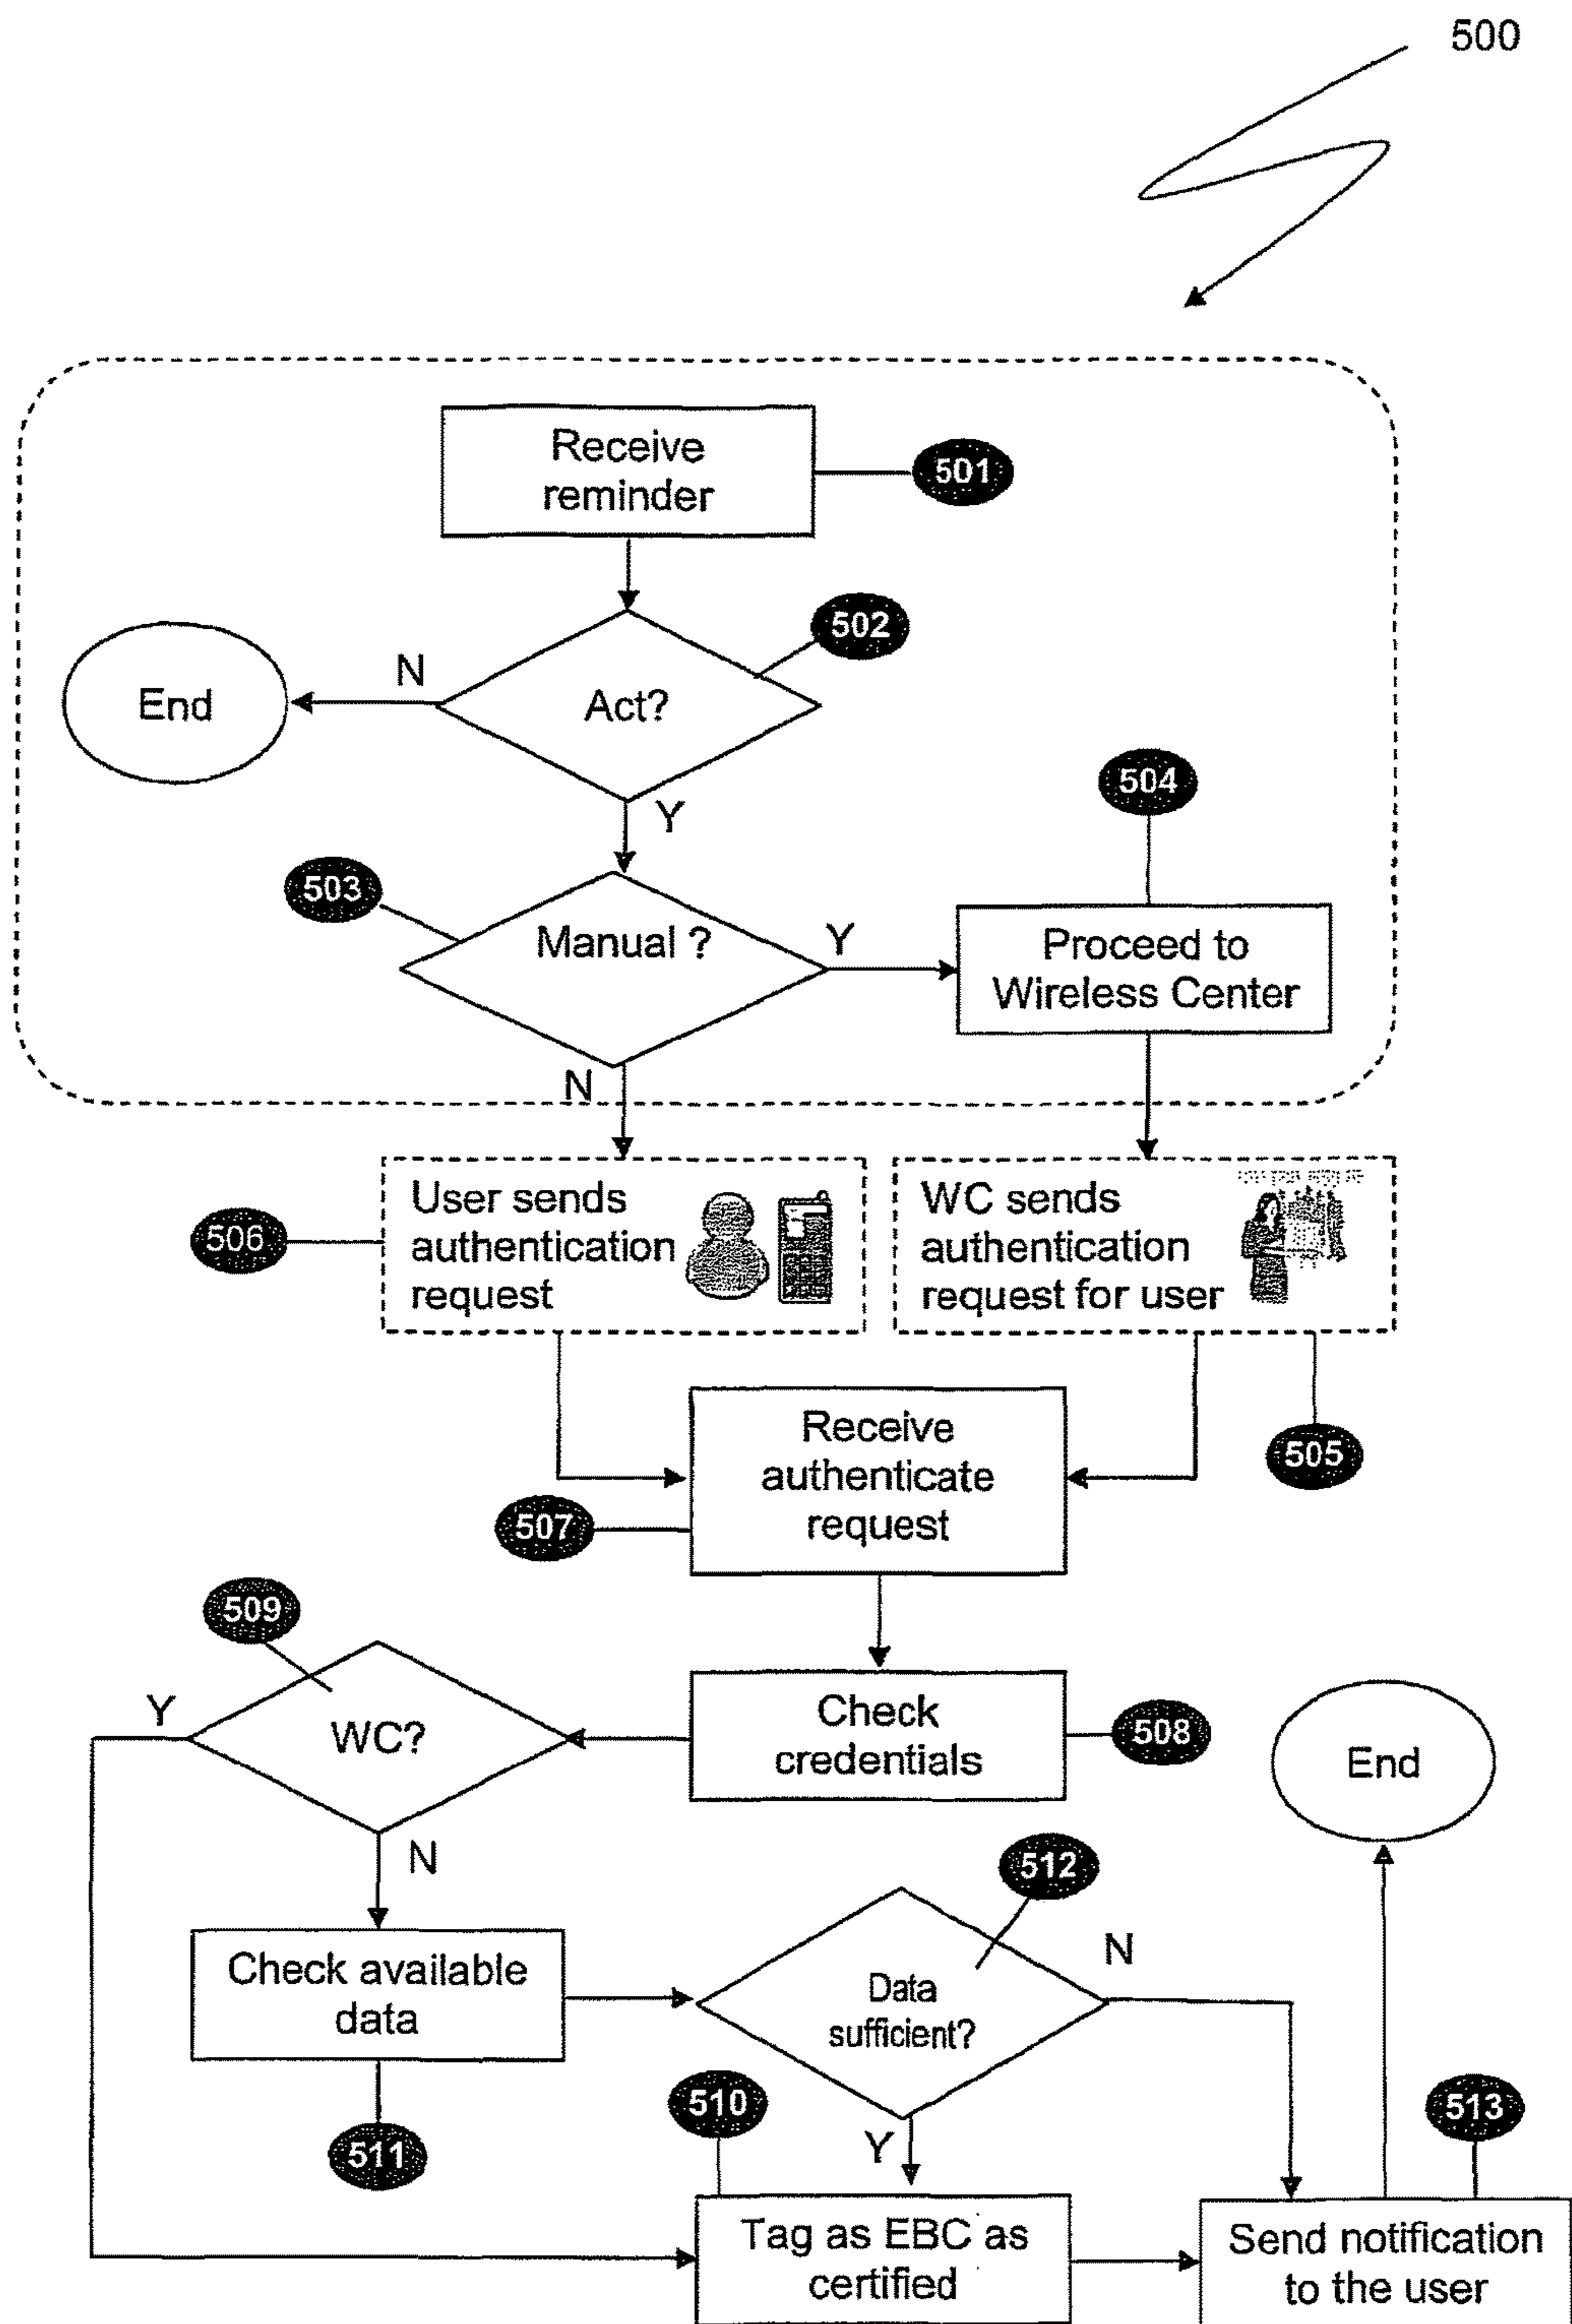 500
Receive
reminder
501
502
N
Act?
End
Y
504
503
Manual ?
Y
Proceed to
Wireless Center
N
User sends
authentication
request
WC sends
authentication
request for user
506
Receive
authenticate
request
505
507
509
Y
WC?
Check
credentials
508
End
N
512
Check available
data
N
Data
sufficient?
510
513
511
Y
Tag as EBC as
certified
Send notification
to the user